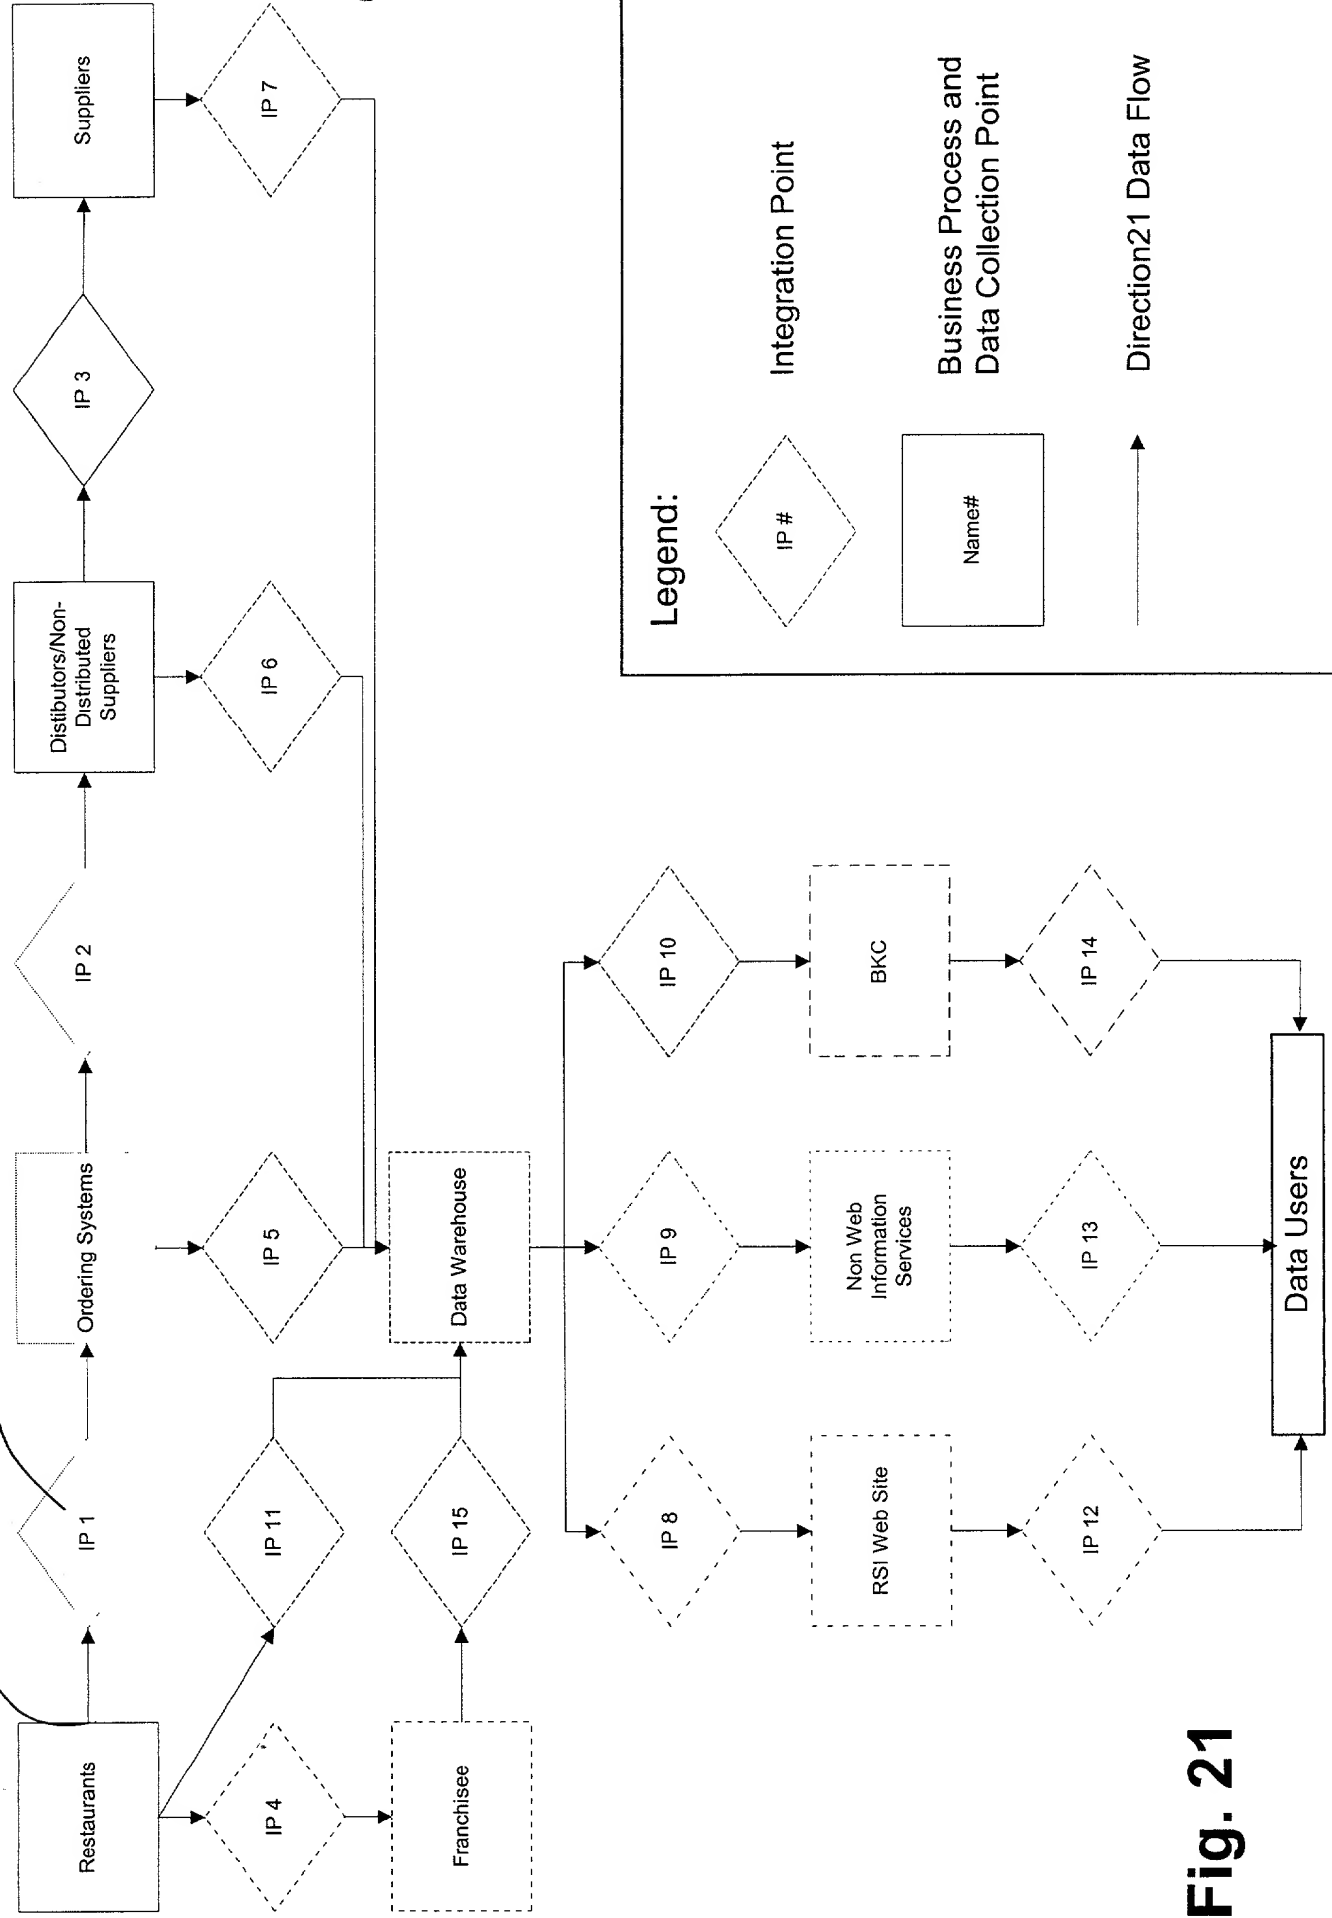 Restaurants
IP 1
Ordering Systems
IP 2
Distibutors/Non-
Distributed
Suppliers
IP 3
Suppliers
IP 4
IP 11
IP 5
IP 6
IP 7
Franchisee
IP 15
Data Warehouse
IP 8
IP 9
IP 10
RSI Web Site
Non Web
Information
Services
BKC
IP 12
IP 13
IP 14
Data Users
Legend:
IP #
Integration Point
Name#
Business Process and
Data Collection Point
Direction21 Data Flow
Fig. 21